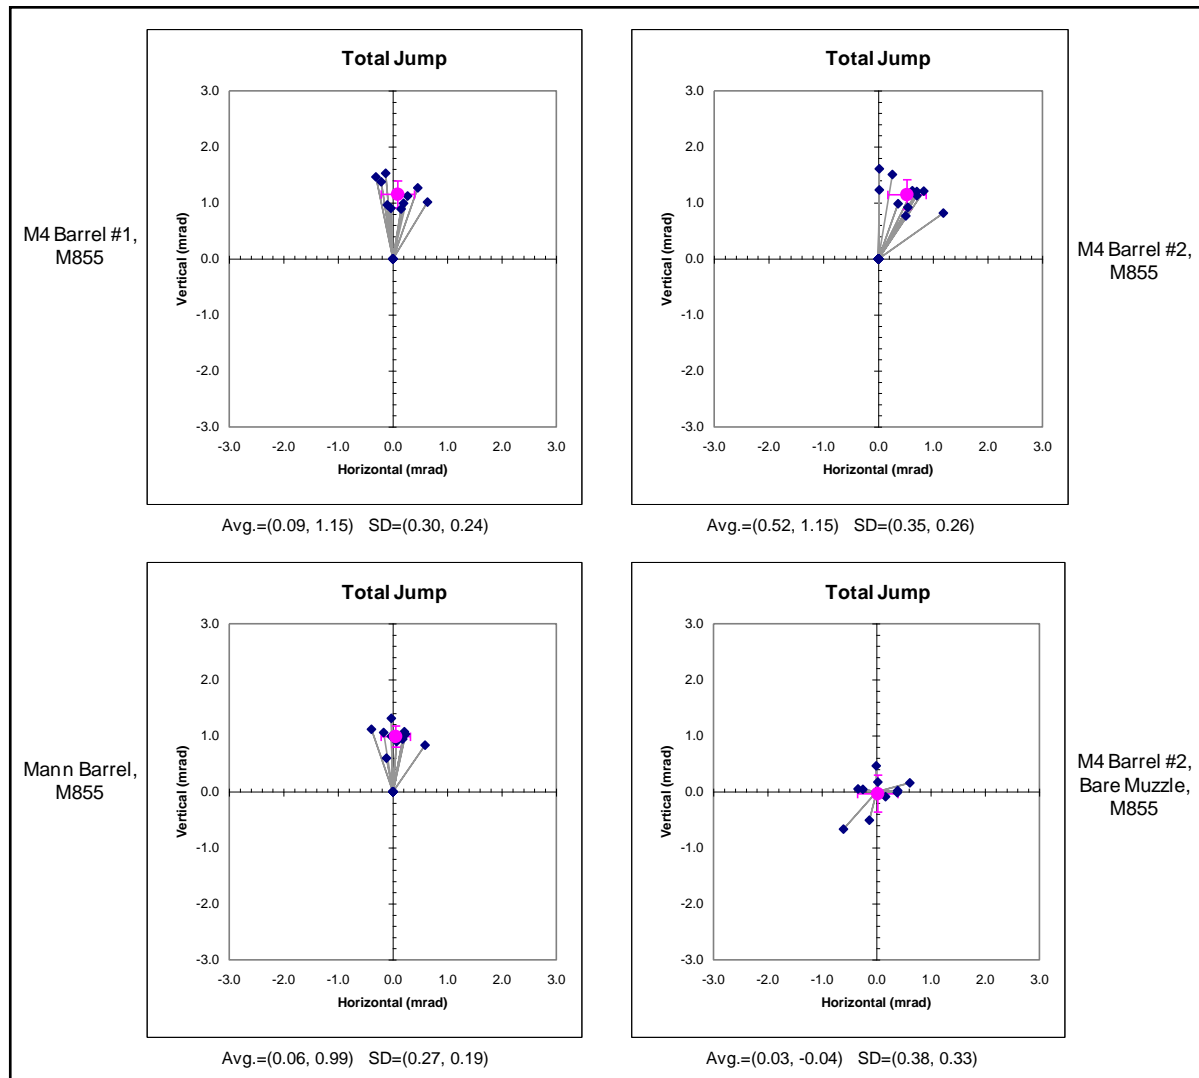 Total Jump
3.0
2.0
1.0
0.0
-1.0
-2.0
-3.0
-3.0 -2.0 -1.0 0.0 1.0 2.0 3.0
Vertical (mrad)
Horizontal (mrad)
M4 Barrel #1,
M855
Avg.=(0.09, 1.15) SD=(0.30, 0.24)
Total Jump
3.0
2.0
1.0
0.0
-1.0
-2.0
-3.0
-3.0 -2.0 -1.0 0.0 1.0 2.0 3.0
Vertical (mrad)
Horizontal (mrad)
M4 Barrel #2,
M855
Avg.=(0.52, 1.15) SD=(0.35, 0.26)
Total Jump
3.0
2.0
1.0
0.0
-1.0
-2.0
-3.0
-3.0 -2.0 -1.0 0.0 1.0 2.0 3.0
Vertical (mrad)
Horizontal (mrad)
Mann Barrel,
M855
Avg.=(0.06, 0.99) SD=(0.27, 0.19)
Total Jump
3.0
2.0
1.0
0.0
-1.0
-2.0
-3.0
-3.0 -2.0 -1.0 0.0 1.0 2.0 3.0
Vertical (mrad)
Horizontal (mrad)
M4 Barrel #2,
Bare Muzzle,
M855
Avg.=(0.03, -0.04) SD=(0.38, 0.33)